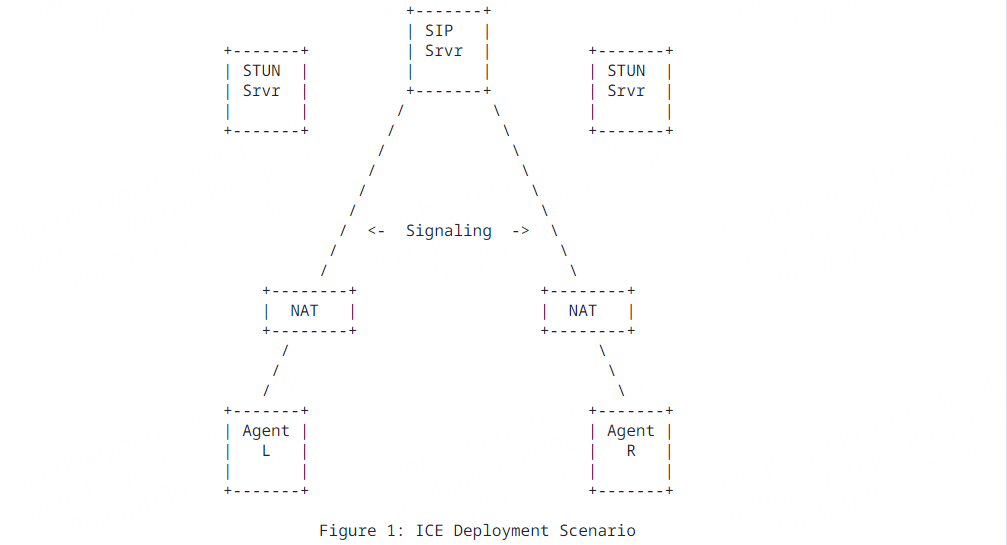 SIP
Srvr
STUN
Srvr
STUN
Srvr
<- Signaling ->
NAT
NAT
Agent
L
Agent
R
Figure 1: ICE Deployment Scenario